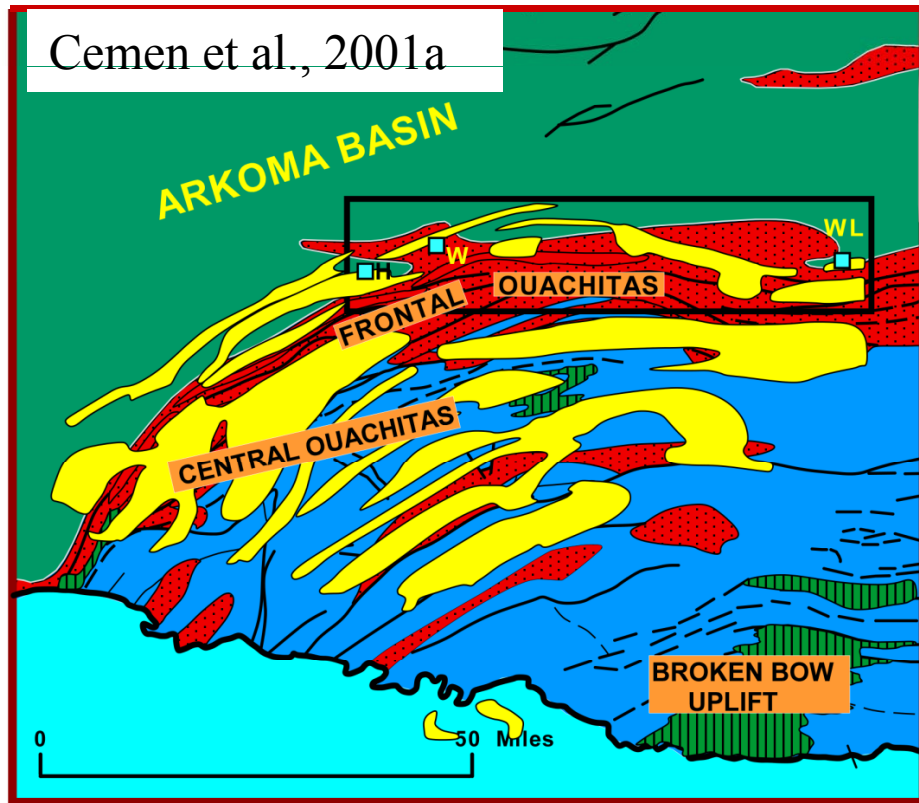 Cemen et al., 2001a
ARKOMA BASIN
WL
W
H
OUACHITAS
FRONTAL
CENTRAL OUACHITAS
BROKEN BOW
UPLIFT
0
50 Miles